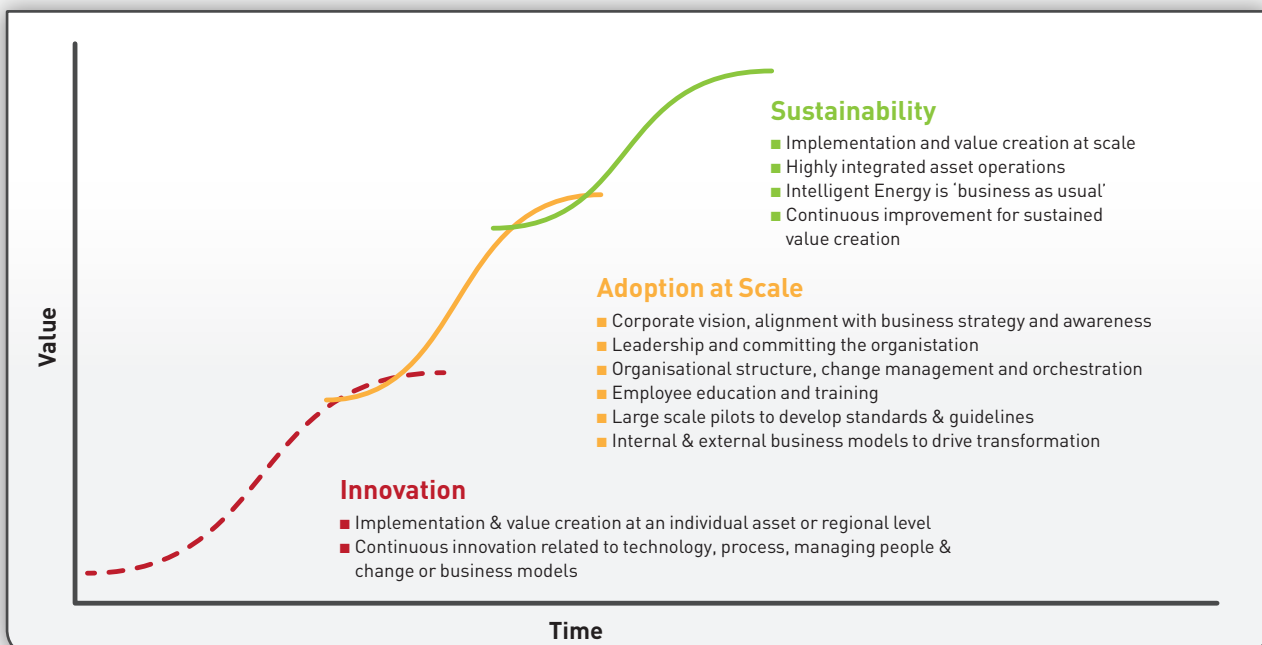 Value
Sustainability
■ Implementation and value creation at scale
■ Highly integrated asset operations
■ Intelligent Energy is ‘business as usual’
■ Continuous improvement for sustained
value creation
Adoption at Scale
■ Corporate vision, alignment with business strategy and awareness
■ Leadership and committing the organistation
■ Organisational structure, change management and orchestration
■ Employee education and training
■ Large scale pilots to develop standards & guidelines
■ Internal & external business models to drive transformation
Innovation
■ Implementation & value creation at an individual asset or regional level
■ Continuous innovation related to technology, process, managing people &
change or business models
Time